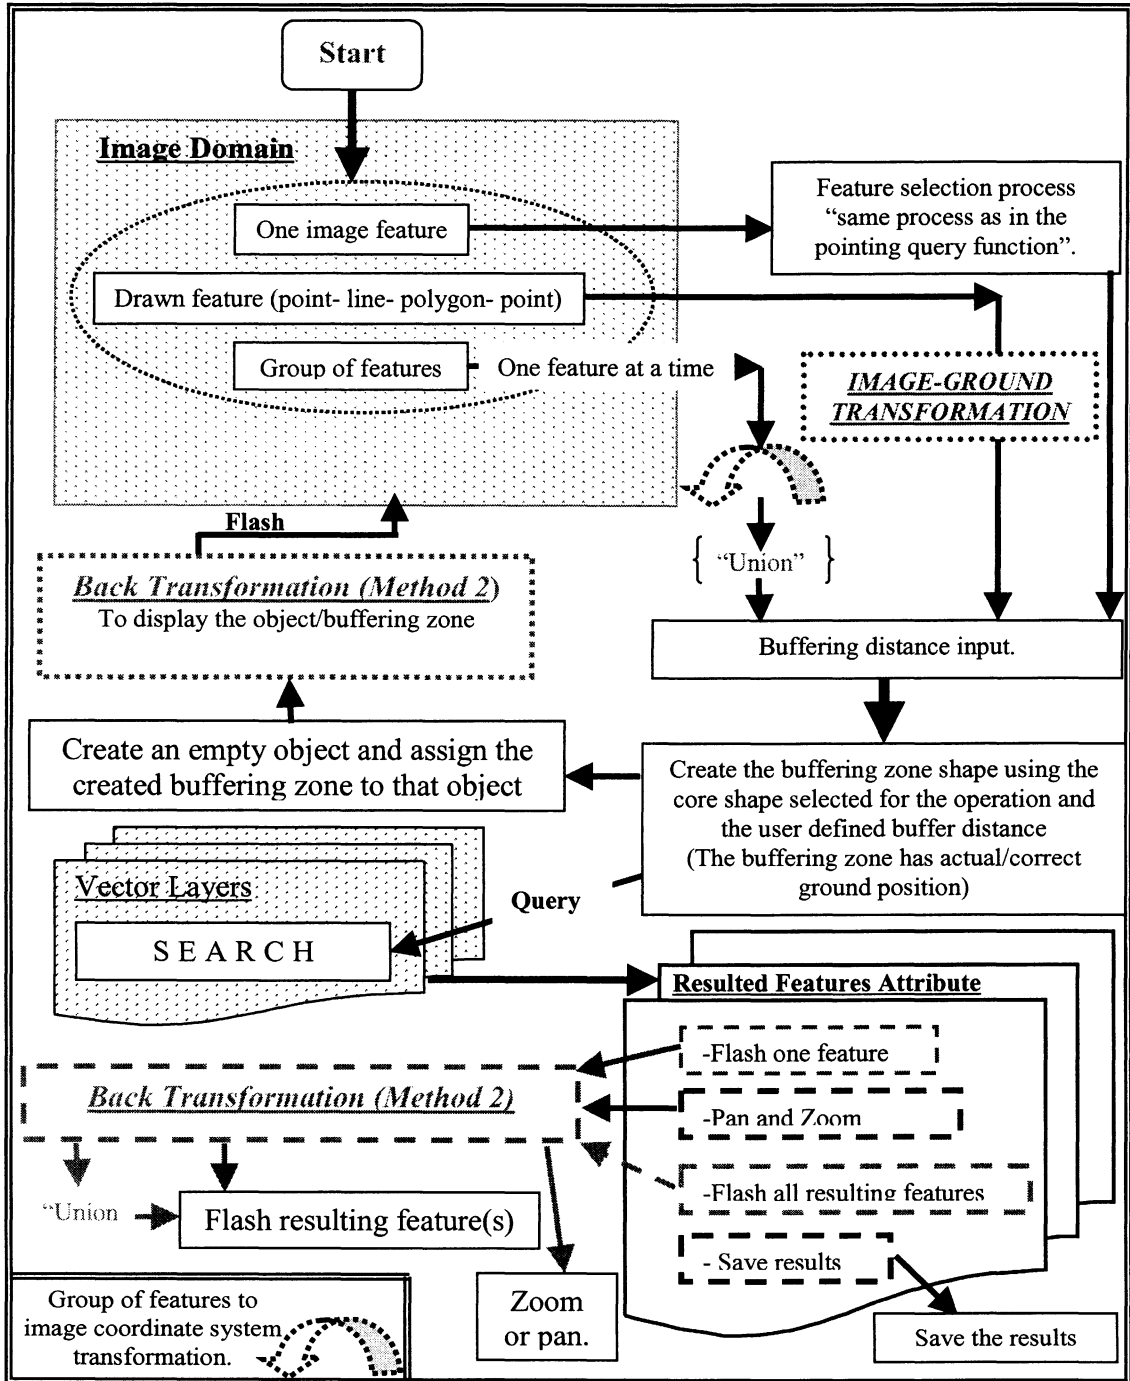 Start
Image Domain
One image feature
Feature selection process
“same process as in the
pointing query function”.
Drawn feature (point- line- polygon- point)
Group of features
One feature at a time
IMAGE-GROUND
TRANSFORMATION
Flash
{ “Union” }
Back Transformation (Method 2)
To display the object/buffering zone
Buffering distance input.
Create an empty object and assign the
created buffering zone to that object
Create the buffering zone shape using the
core shape selected for the operation and
the user defined buffer distance
(The buffering zone has actual/correct
ground position)
Vector Layers
Query
S E A R C H
Resulted Features Attribute
-Flash one feature
Back Transformation (Method 2)
-Pan and Zoom
-Flash all resulting features
“Union
Flash resulting feature(s)
- Save results
Group of features to
image coordinate system
transformation.
Zoom
or pan.
Save the results